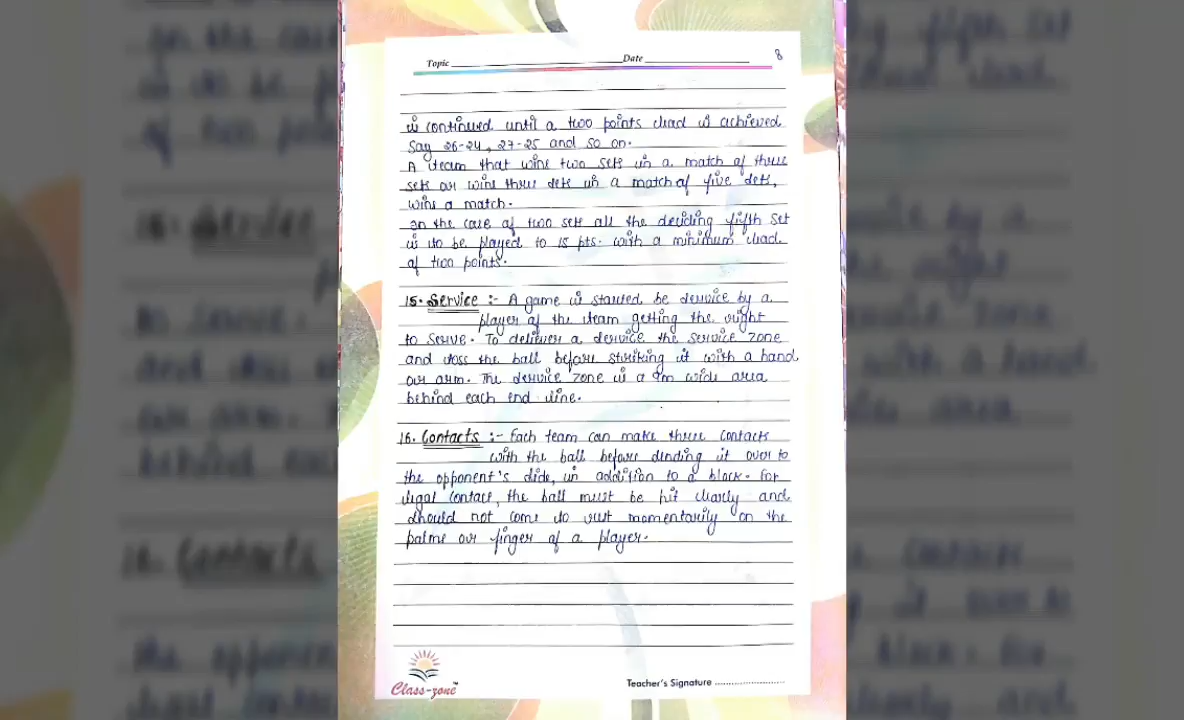 Topic Date 8
is continued until a two points lead is achieved
Say 26-24, 27-25 and so on.
A team that wins two sets in a match of three
sets or wins three sets in a match of five sets,
wins a match.
In the case of two sets all the deciding fifth set
is to be played to 15 pts. with a minimum lead
of two points.
15. Service :- A game is started be service by a
player of the team getting the right
to serve. To deliver a service the service zone
and toss the ball before striking it with a hand
or arm. The service zone is a 9m wide area
behind each end line.
16. Contacts :- Each team can make three contacts
with the ball before sending it over to
the opponent's side, in addition to a block. For
legal contact, the ball must be hit clearly and
should not come to rest momentarily on the
palms or finger of a player.
Class-zone™
Teacher's Signature